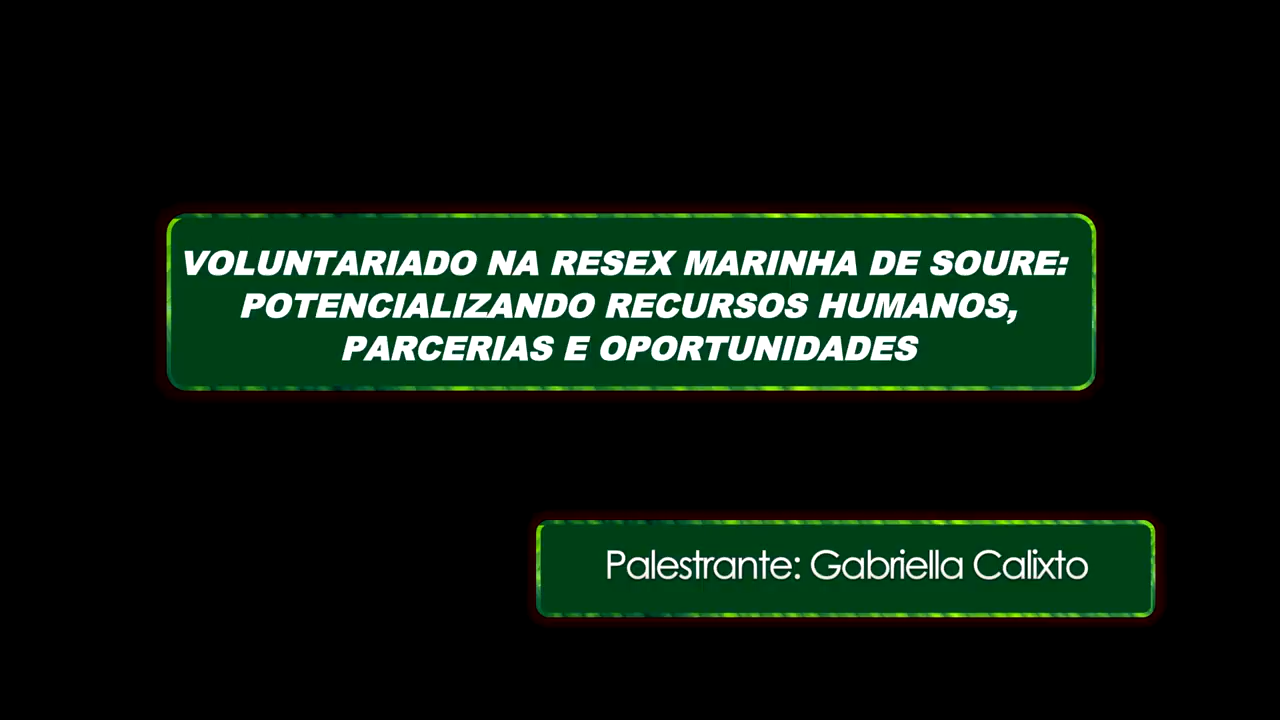 VOLUNTARIADO NA RESEX MARINHA DE SOURE:
POTENCIALIZANDO RECURSOS HUMANOS,
PARCERIAS E OPORTUNIDADES
Palestrante: Gabriella Calixto